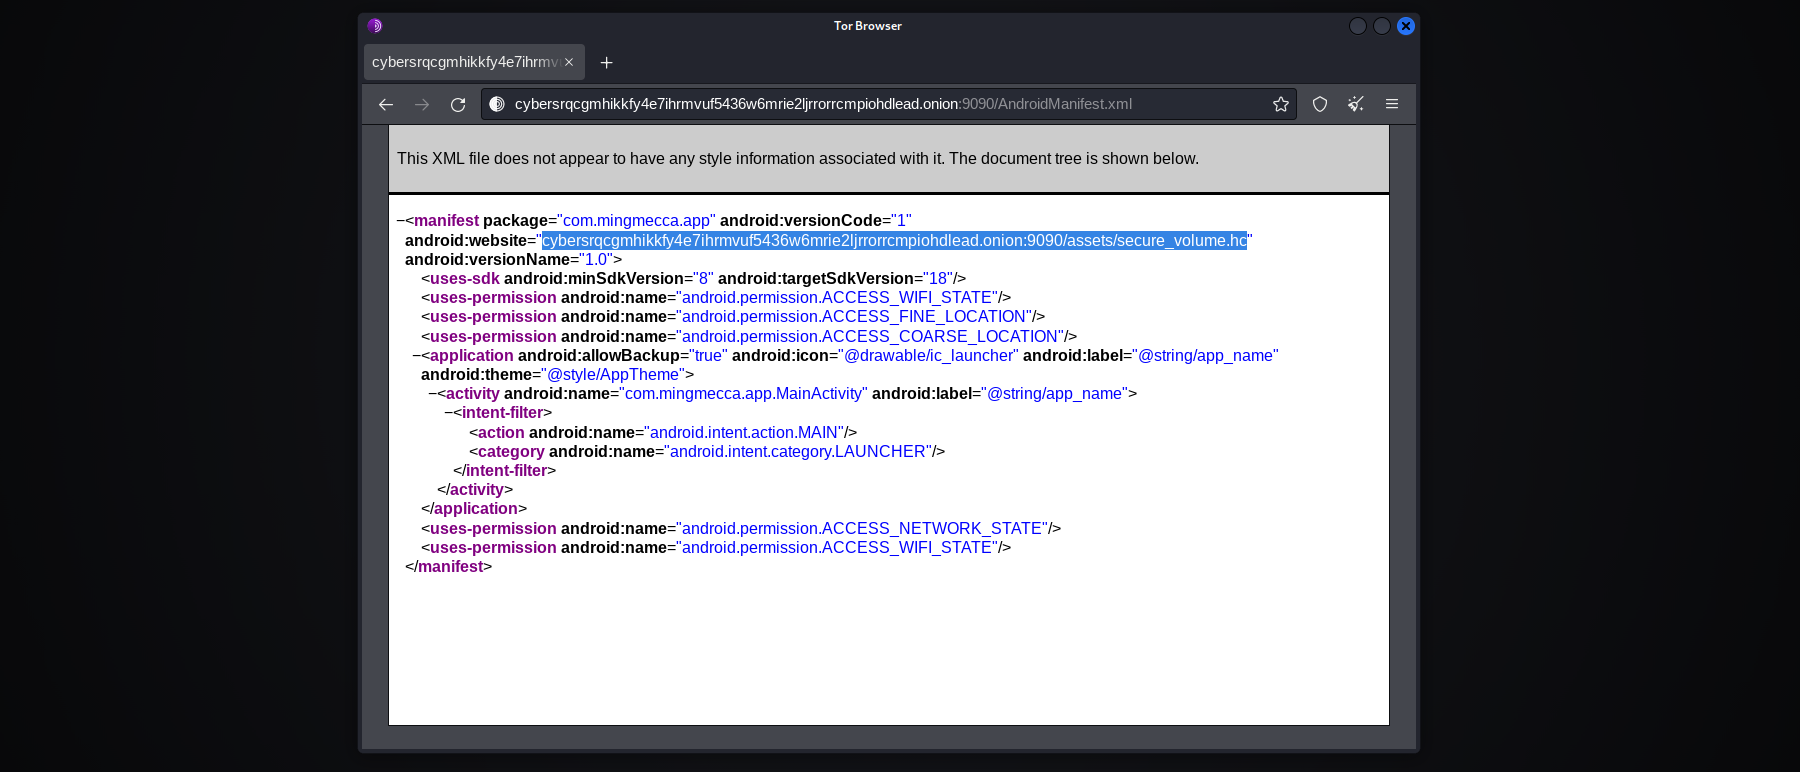 Tor Browser
cybersrqcgmhikkfy4e7ihrmv
cybersrqcgmhikkfy4e7ihrmvuf5436w6mrie2ljrrorrcmpiohdlead.onion:9090/AndroidManifest.xml
This XML file does not appear to have any style information associated with it. The document tree is shown below.
−<manifest package="com.mingmecca.app" android:versionCode="1"
android:website="cybersrqcgmhikkfy4e7ihrmvuf5436w6mrie2ljrrorrcmpiohdlead.onion:9090/assets/secure_volume.hc"
android:versionName="1.0">
<uses-sdk android:minSdkVersion="8" android:targetSdkVersion="18"/>
<uses-permission android:name="android.permission.ACCESS_WIFI_STATE"/>
<uses-permission android:name="android.permission.ACCESS_FINE_LOCATION"/>
<uses-permission android:name="android.permission.ACCESS_COARSE_LOCATION"/>
−<application android:allowBackup="true" android:icon="@drawable/ic_launcher" android:label="@string/app_name"
android:theme="@style/AppTheme">
−<activity android:name="com.mingmecca.app.MainActivity" android:label="@string/app_name">
−<intent-filter>
<action android:name="android.intent.action.MAIN"/>
<category android:name="android.intent.category.LAUNCHER"/>
</intent-filter>
</activity>
</application>
<uses-permission android:name="android.permission.ACCESS_NETWORK_STATE"/>
<uses-permission android:name="android.permission.ACCESS_WIFI_STATE"/>
</manifest>